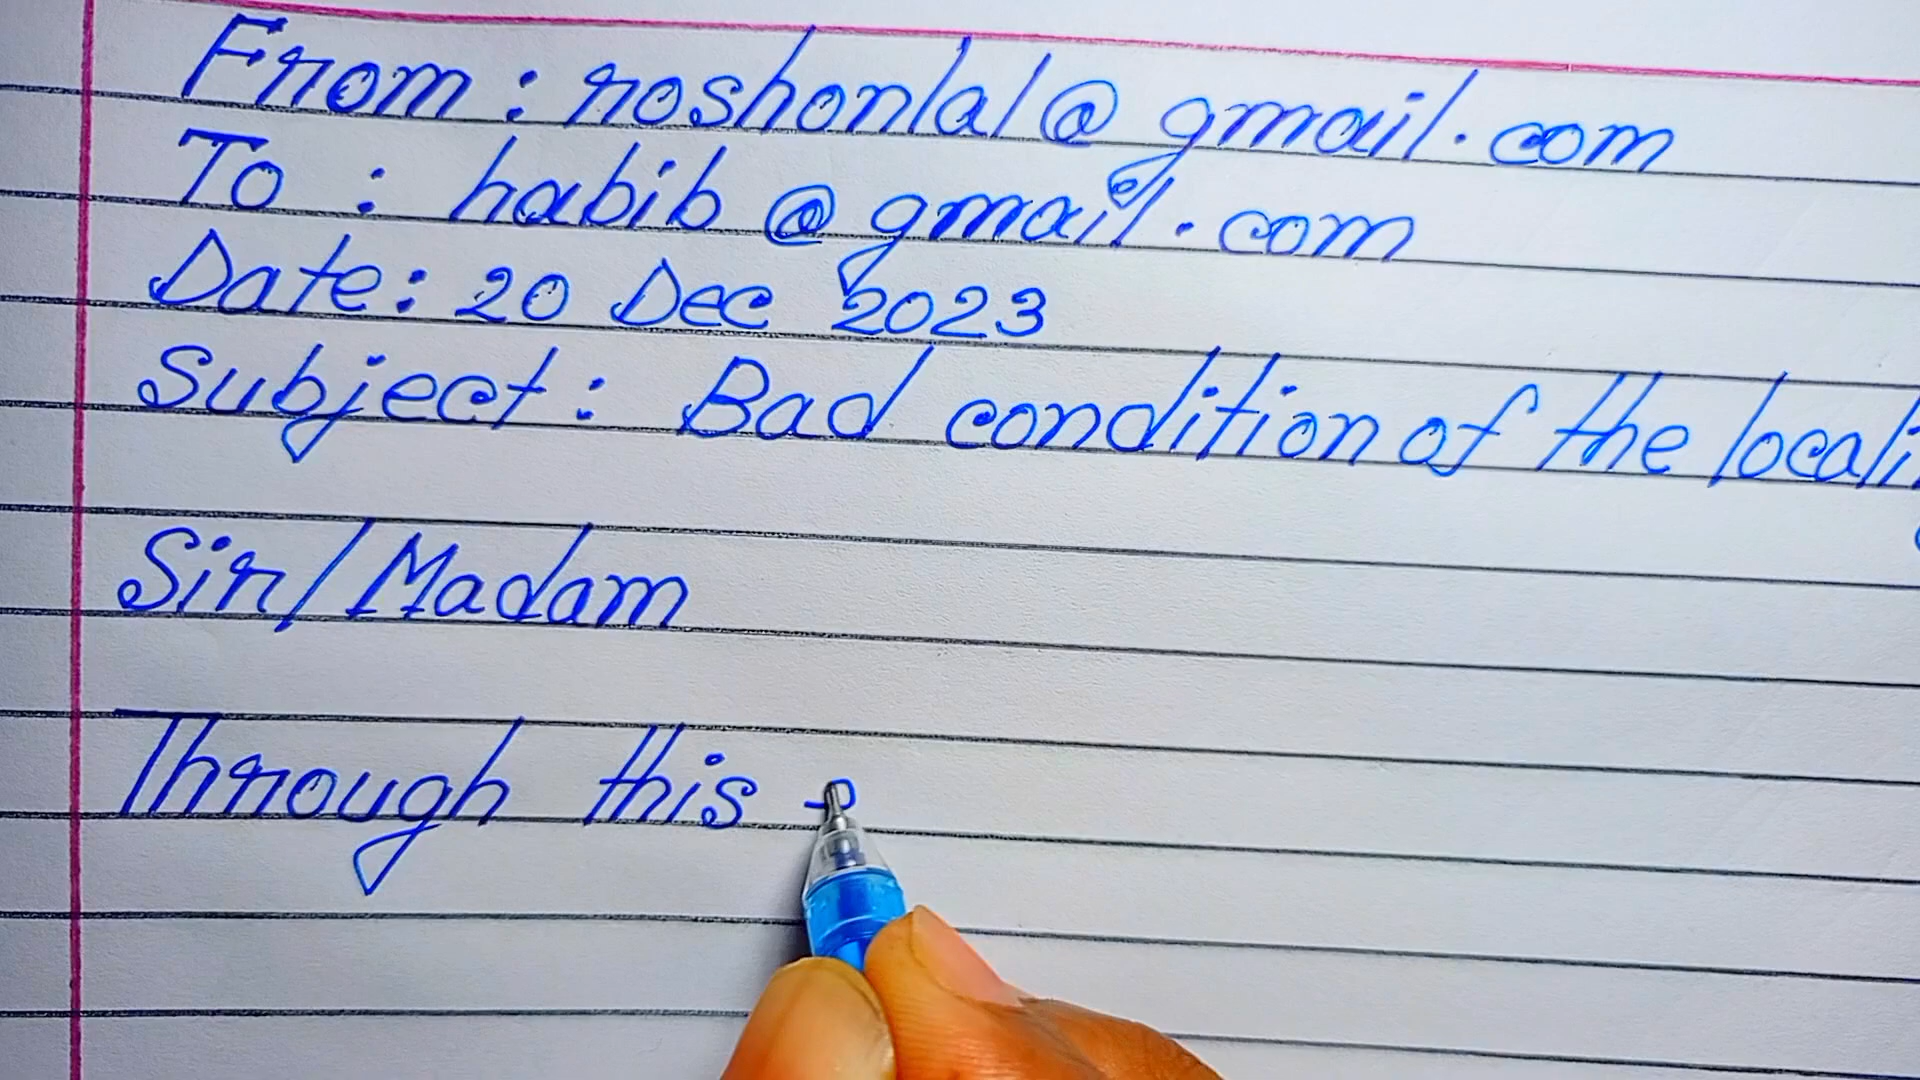 From : roshonlal@gmail.com
To : habib@gmail.com
Date: 20 Dec 2023
Subject: Bad condition of the locali
Sir/Madam
Through this